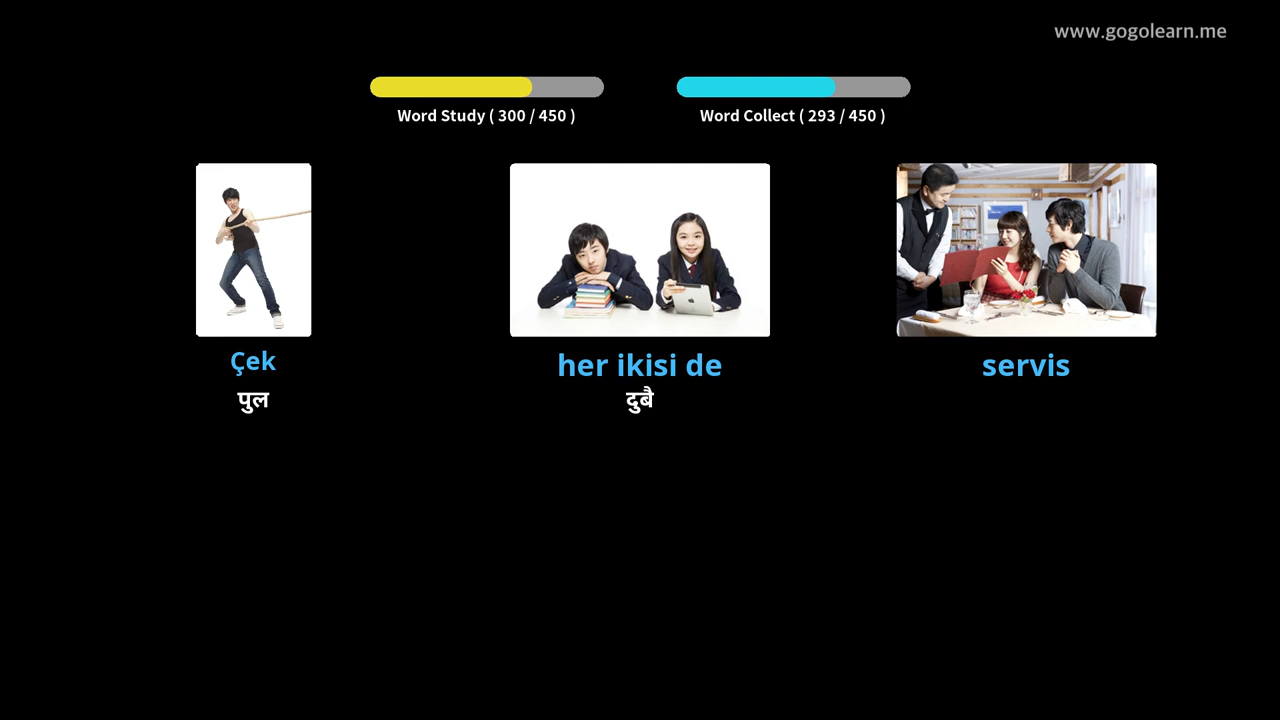 www.gogolearn.me
Word Study ( 300 / 450 )
Word Collect ( 293 / 450 )
Çek
her ikisi de
servis
पुल
दुबै